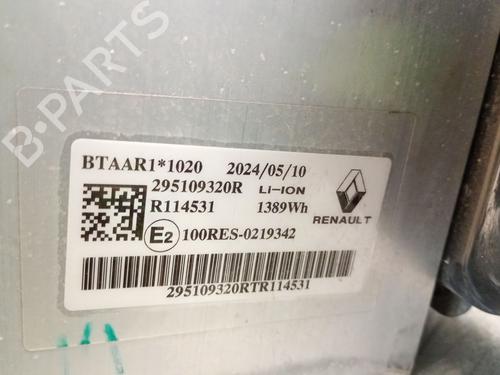 BTAAR1*1020 2024/05/10
295109320R LI-ION
R114531 1389Wh
RENAULT
E2 100RES-0219342
295109320RTR114531
B-PARTS